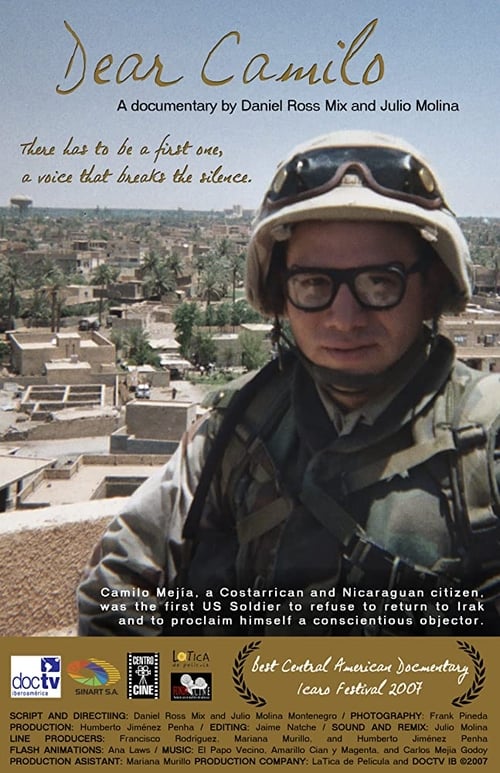 Dear Camilo
A documentary by Daniel Ross Mix and Julio Molina
There has to be a first one,
a voice that breaks the silence.
Camilo Mejía, a Costarrican and Nicaraguan citizen,
was the first US Soldier to refuse to return to Irak
and to proclaim himself a conscientious objector.
doctv
iberoamérica
SINART S.A.
CENTRO
DE
CINE
LaTICA
de película
Best Central American Documentary
Icaro Festival 2007
SCRIPT AND DIRECTIING: Daniel Ross Mix and Julio Molina Montenegro / PHOTOGRAPHY: Frank Pineda
PRODUCTION: Humberto Jiménez Penha / EDITING: Jaime Natche / SOUND AND REMIX: Julio Molina
LINE PRODUCERS: Francisco Rodriguez, Mariana Murillo, and Humberto Jiménez Penha
FLASH ANIMATIONS: Ana Laws / MUSIC: El Papo Vecino, Amarillo Cian y Magenta, and Carlos Mejia Godoy
PRODUCTION ASISTANT: Mariana Murillo PRODUCTION COMPANY: LaTica de Película and DOCTV IB ©2007